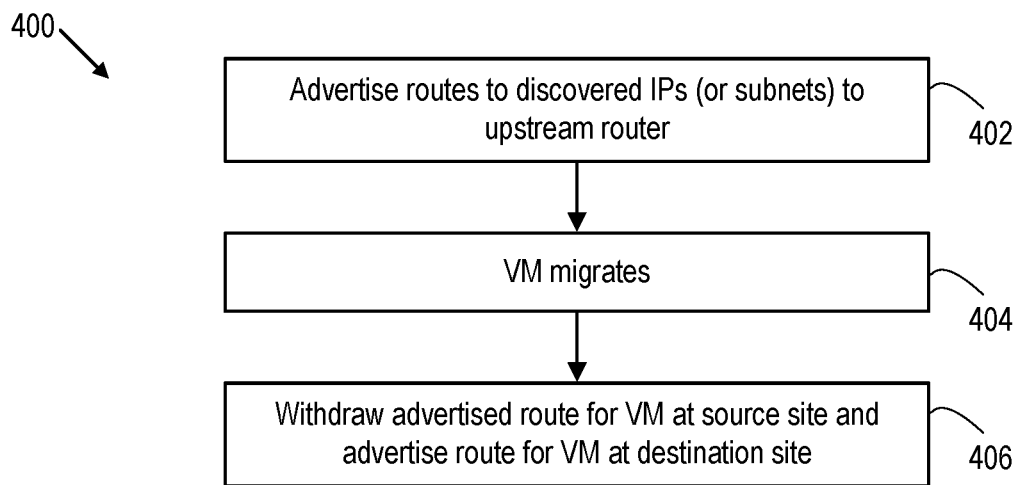 400
Advertise routes to discovered IPs (or subnets) to
upstream router
402
VM migrates
404
Withdraw advertised route for VM at source site and
advertise route for VM at destination site
406